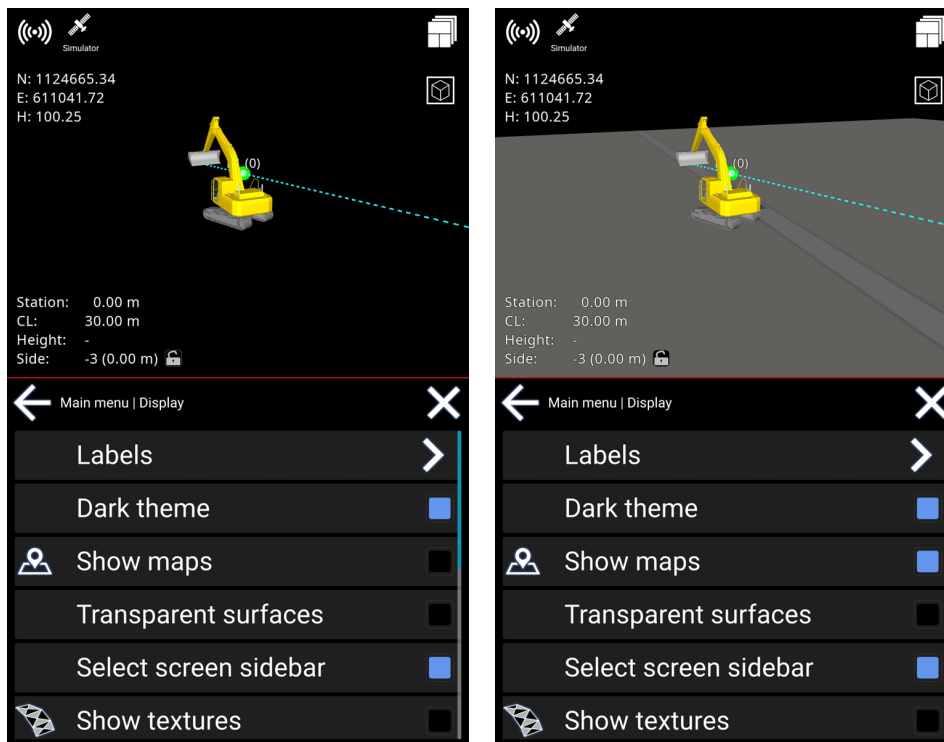 Simulator
N: 1124665.34
E: 611041.72
H: 100.25
(0)
Station: 0.00 m
CL: 30.00 m
Height: -
Side: -3 (0.00 m)
Main menu | Display
Labels
Dark theme
Show maps
Transparent surfaces
Select screen sidebar
Show textures
Simulator
N: 1124665.34
E: 611041.72
H: 100.25
(0)
Station: 0.00 m
CL: 30.00 m
Height: -
Side: -3 (0.00 m)
Main menu | Display
Labels
Dark theme
Show maps
Transparent surfaces
Select screen sidebar
Show textures